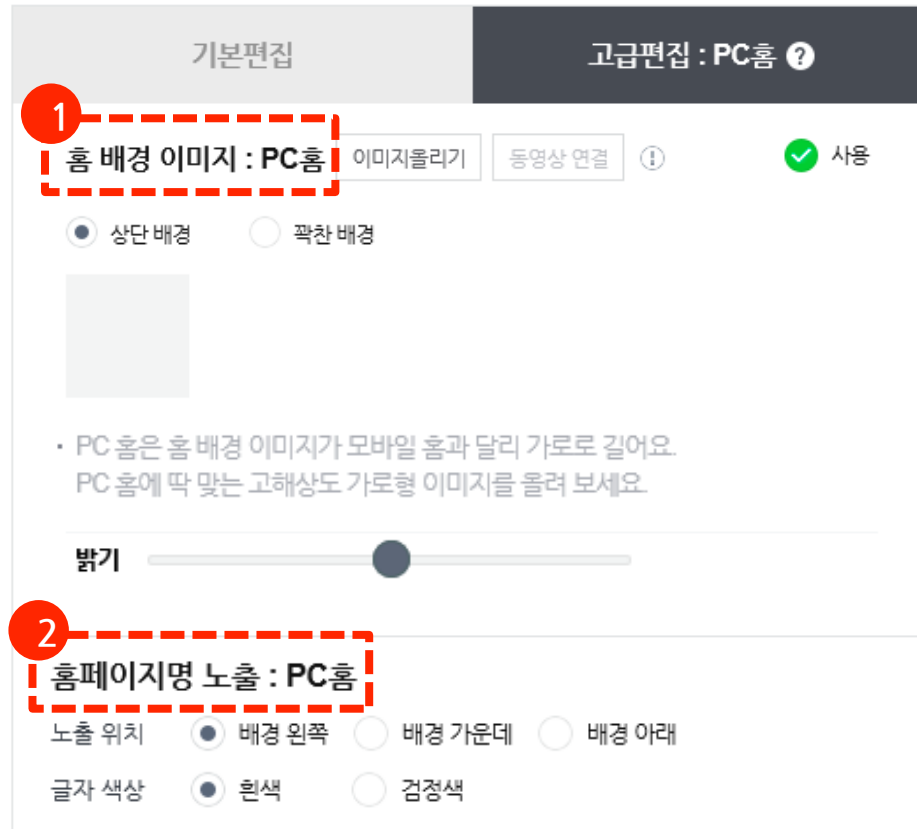 기본편집
고급편집 : PC홈 ?
1
홈 배경 이미지 : PC홈 이미지올리기 동영상 연결 ! 사용
상단 배경 꽉찬 배경
· PC 홈은 홈 배경 이미지가 모바일 홈과 달리 가로로 길어요.
PC 홈에 딱 맞는 고해상도 가로형 이미지를 올려 보세요.
밝기
2
홈페이지명 노출 : PC홈
노출 위치 배경 왼쪽 배경 가운데 배경 아래
글자 색상 흰색 검정색